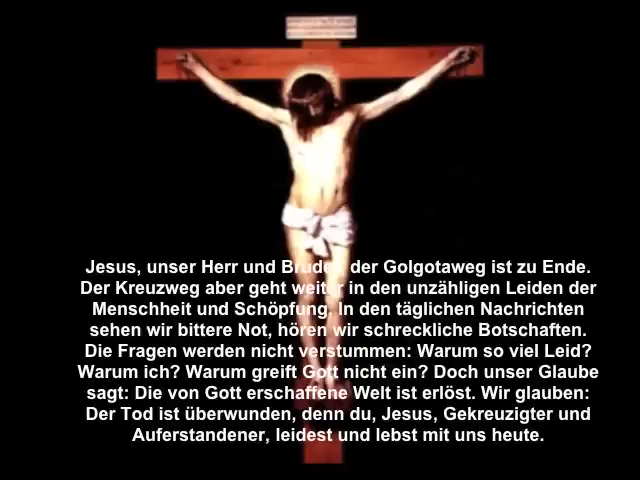 Jesus, unser Herr und Bruder, der Golgotaweg ist zu Ende.
Der Kreuzweg aber geht weiter in den unzähligen Leiden der
Menschheit und Schöpfung. In den täglichen Nachrichten
sehen wir bittere Not, hören wir schreckliche Botschaften.
Die Fragen werden nicht verstummen: Warum so viel Leid?
Warum ich? Warum greift Gott nicht ein? Doch unser Glaube
sagt: Die von Gott erschaffene Welt ist erlöst. Wir glauben:
Der Tod ist überwunden, denn du, Jesus, Gekreuzigter und
Auferstandener, leidest und lebst mit uns heute.